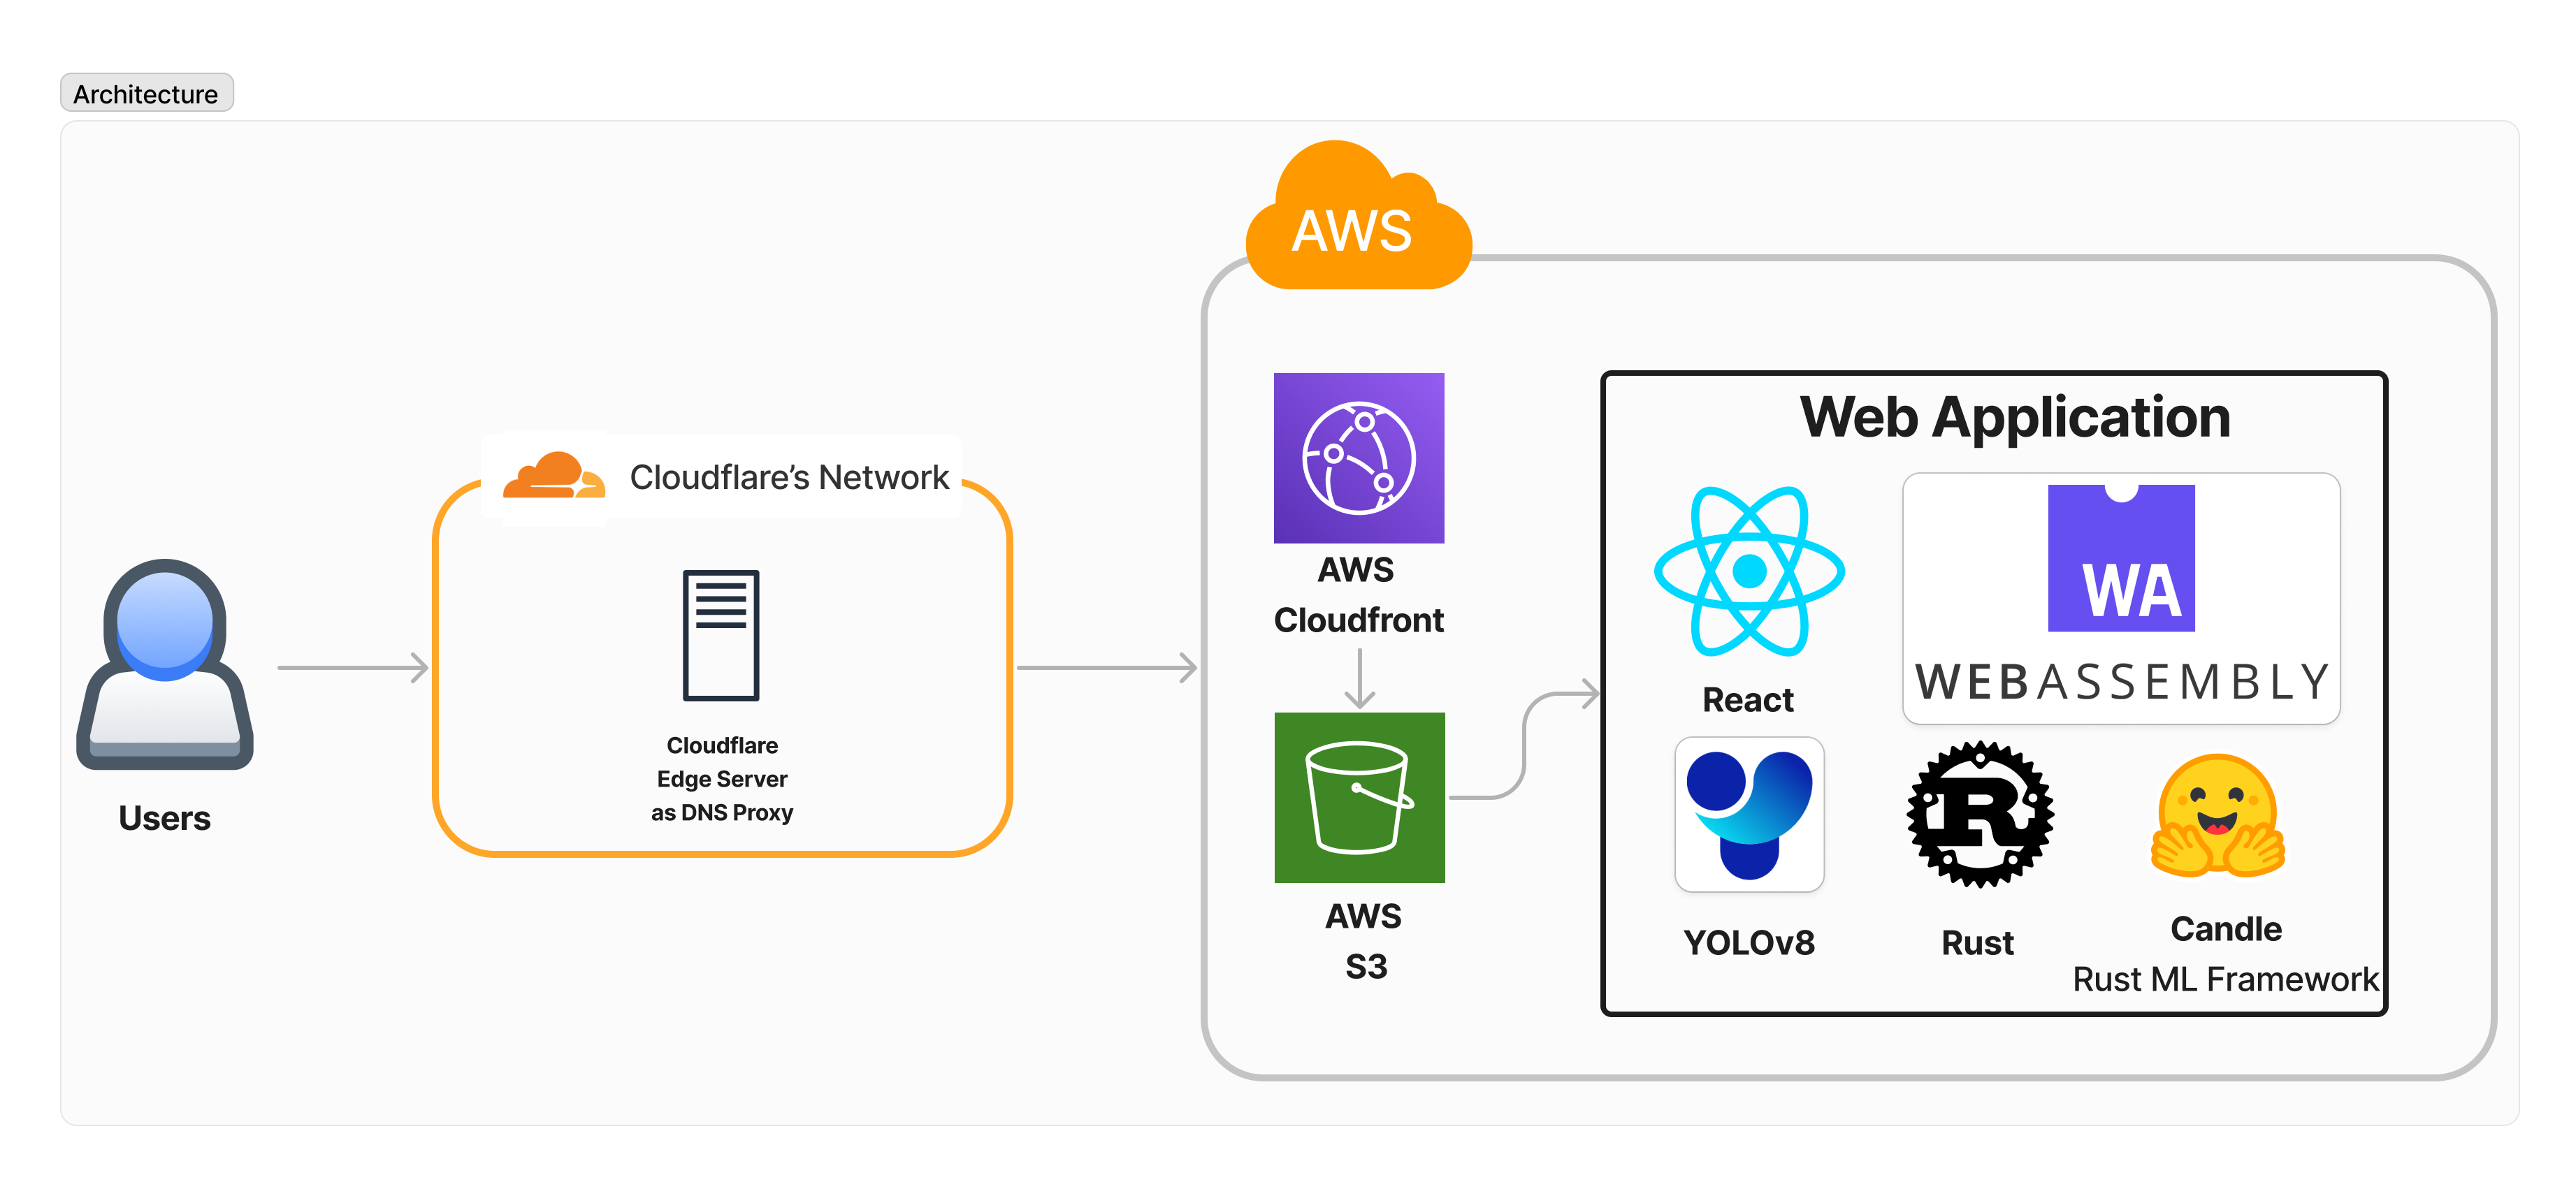 Architecture
AWS
Cloudflare’s Network
Cloudflare
Edge Server
as DNS Proxy
Users
AWS
Cloudfront
AWS
S3
Web Application
React
WA
WEBASSEMBLY
YOLOv8
R
Rust
Candle
Rust ML Framework